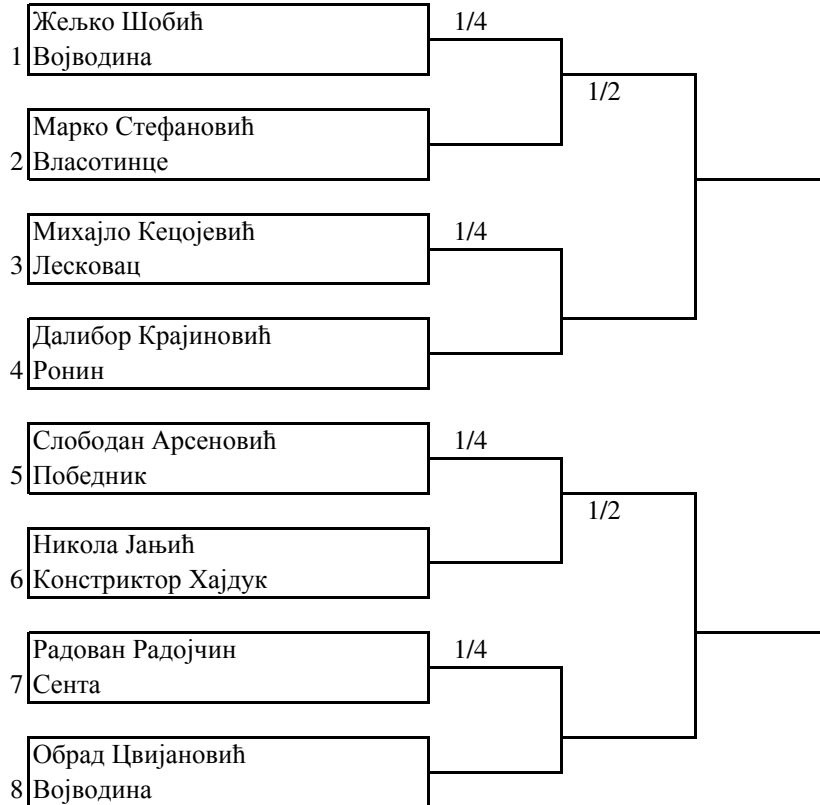 Жељко Шобић
1/4
1 Војводина
1/2
Марко Стефановић
2 Власотинце
Михајло Кецојевић
1/4
3 Лесковац
Далибор Крајиновић
4 Ронин
Слободан Арсеновић
1/4
5 Победник
1/2
Никола Јањић
6 Констриктор Хајдук
Радован Радојчин
1/4
7 Сента
Обрад Цвијановић
8 Војводина